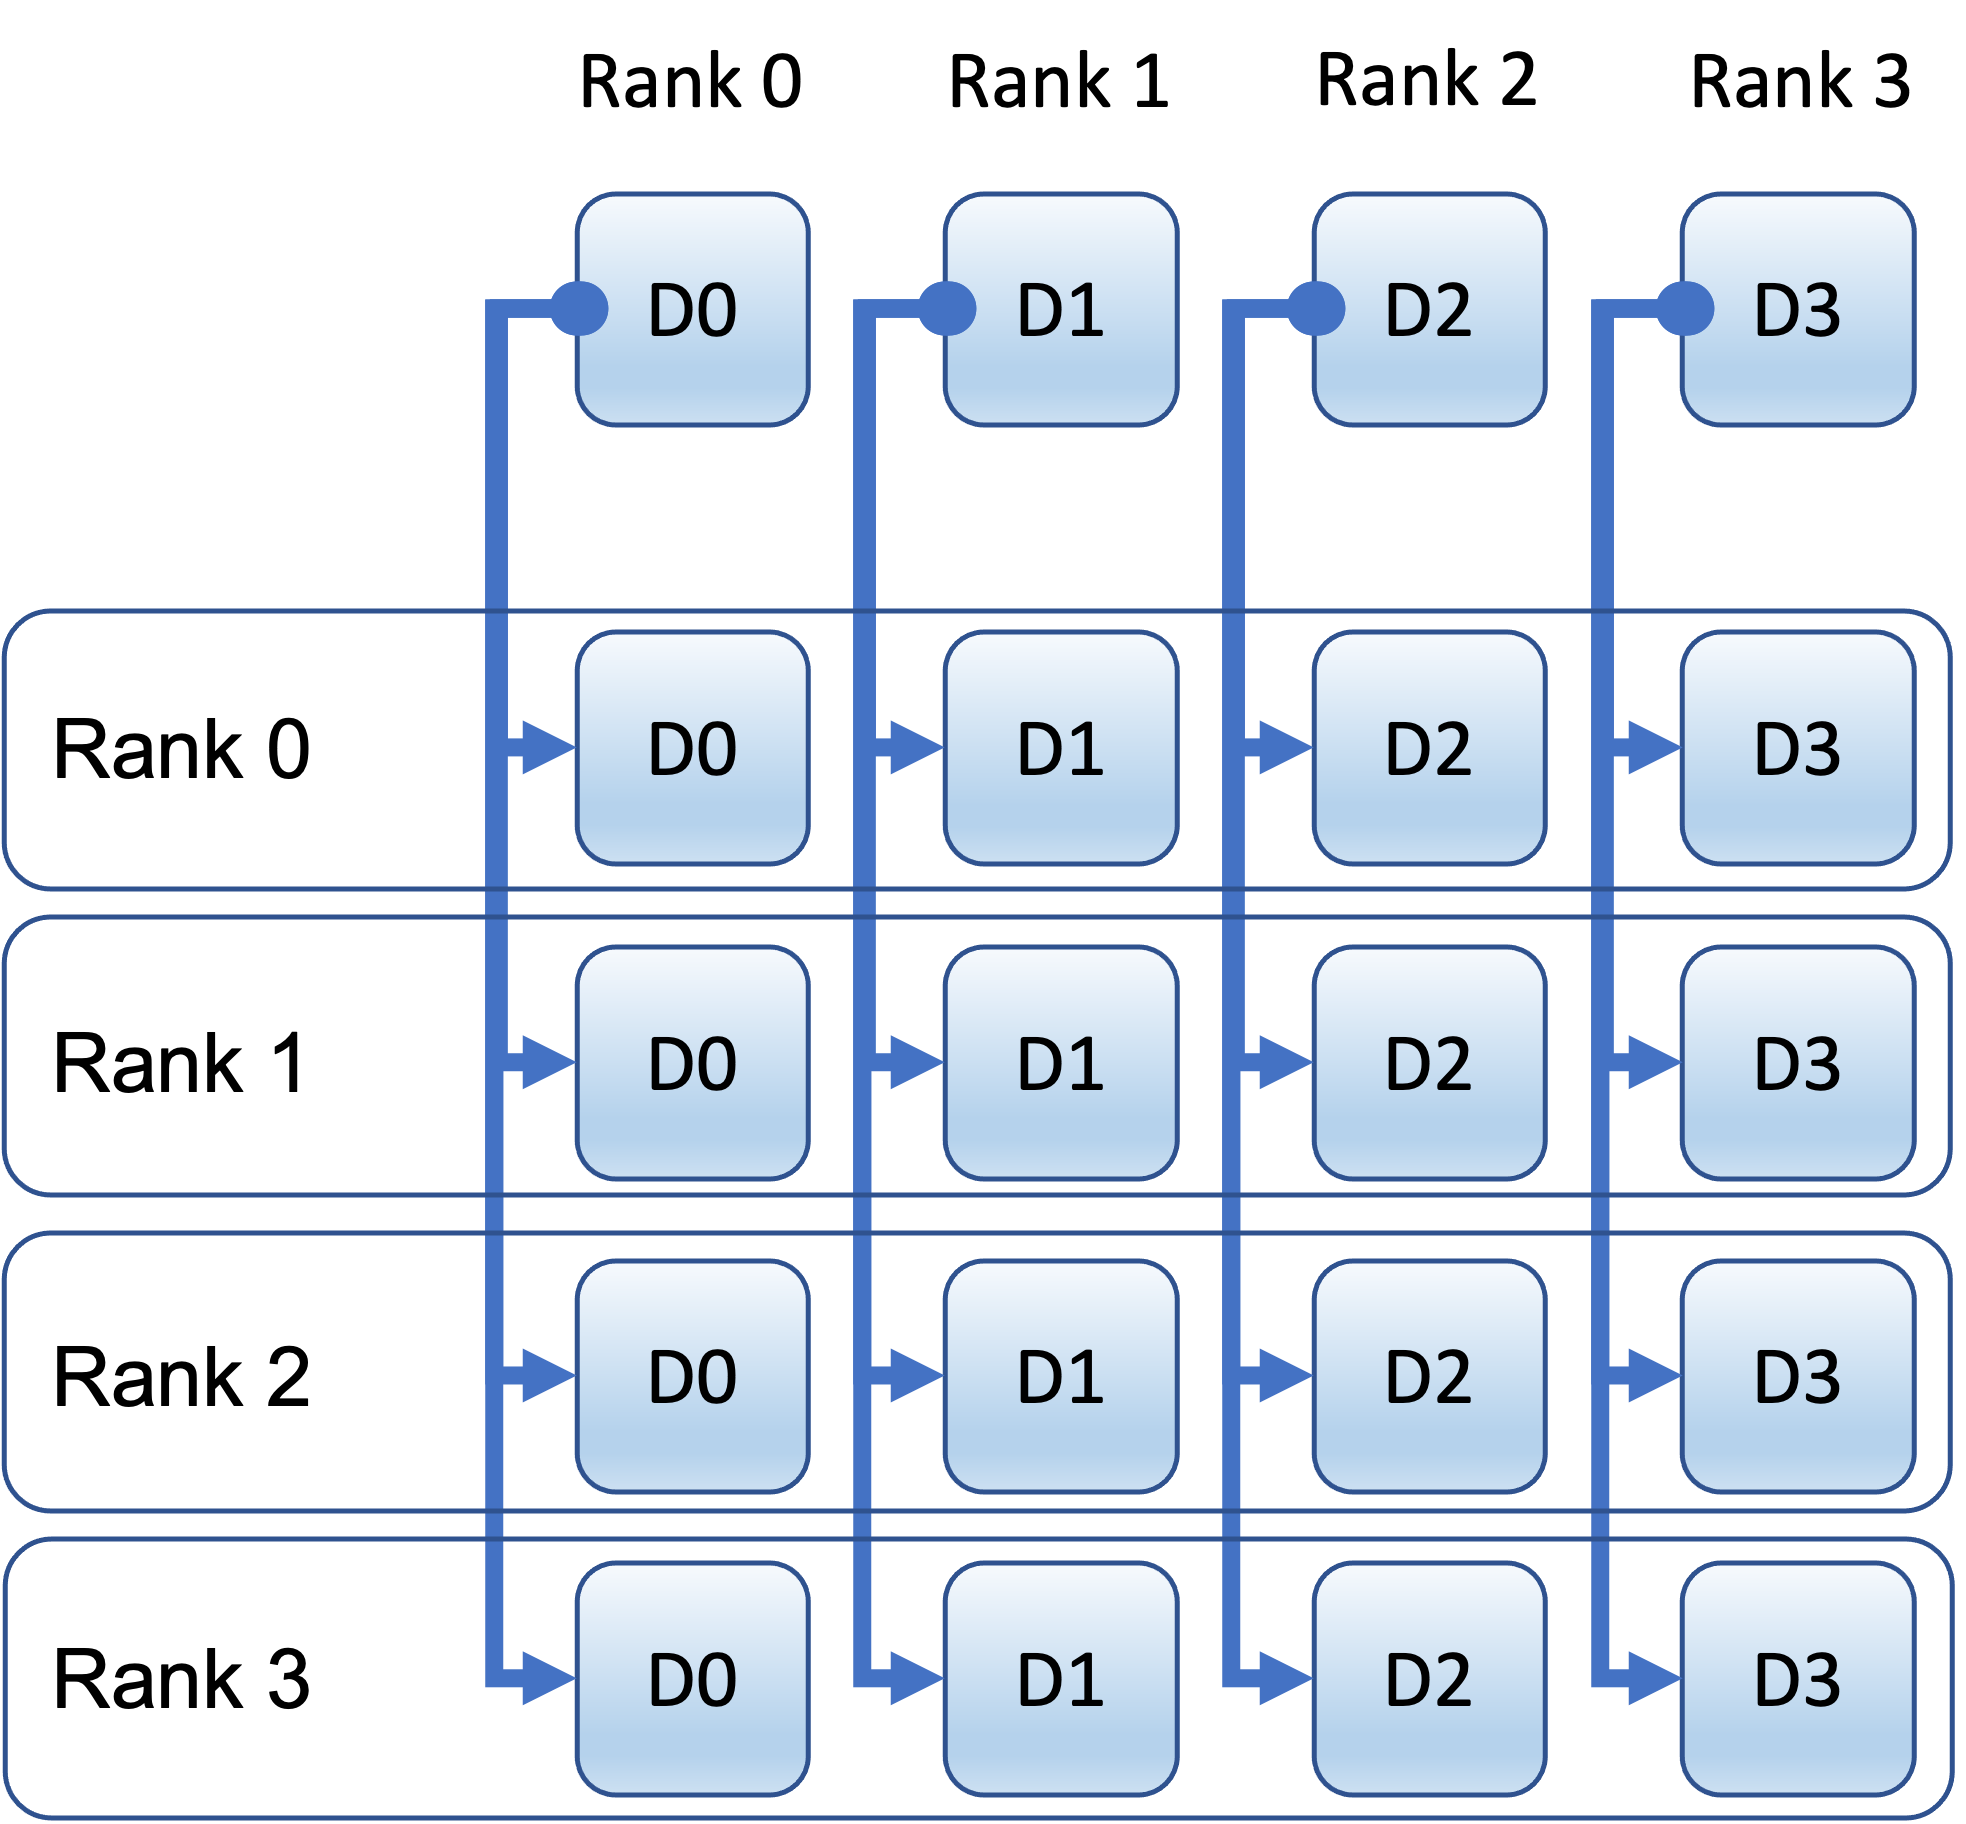 Rank 0 Rank 1 Rank 2 Rank 3
D0 D1 D2 D3
Rank 0 D0 D1 D2 D3
Rank 1 D0 D1 D2 D3
Rank 2 D0 D1 D2 D3
Rank 3 D0 D1 D2 D3